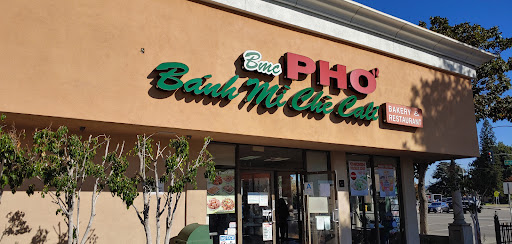 Bmc PHỞ
Bánh Mì Chè Cali
BAKERY &
RESTAURANT